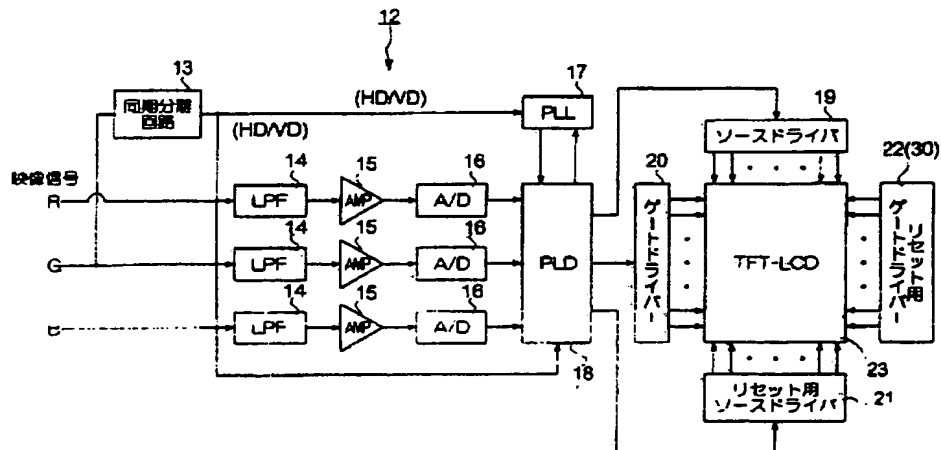 12
13
同期分離
回路
(HD/VD)
(HD/VD)
17
PLL
19
ソースドライバ
22(30)
映像信号
R
14
LPF
15
AMP
16
A/D
G
14
LPF
15
AMP
16
A/D
14
LPF
15
AMP
16
A/D
PLD
18
20
ゲートドライバー
TFT-LCD
23
リセット用
ゲートドライバー
リセット用
ソースドライバ
21